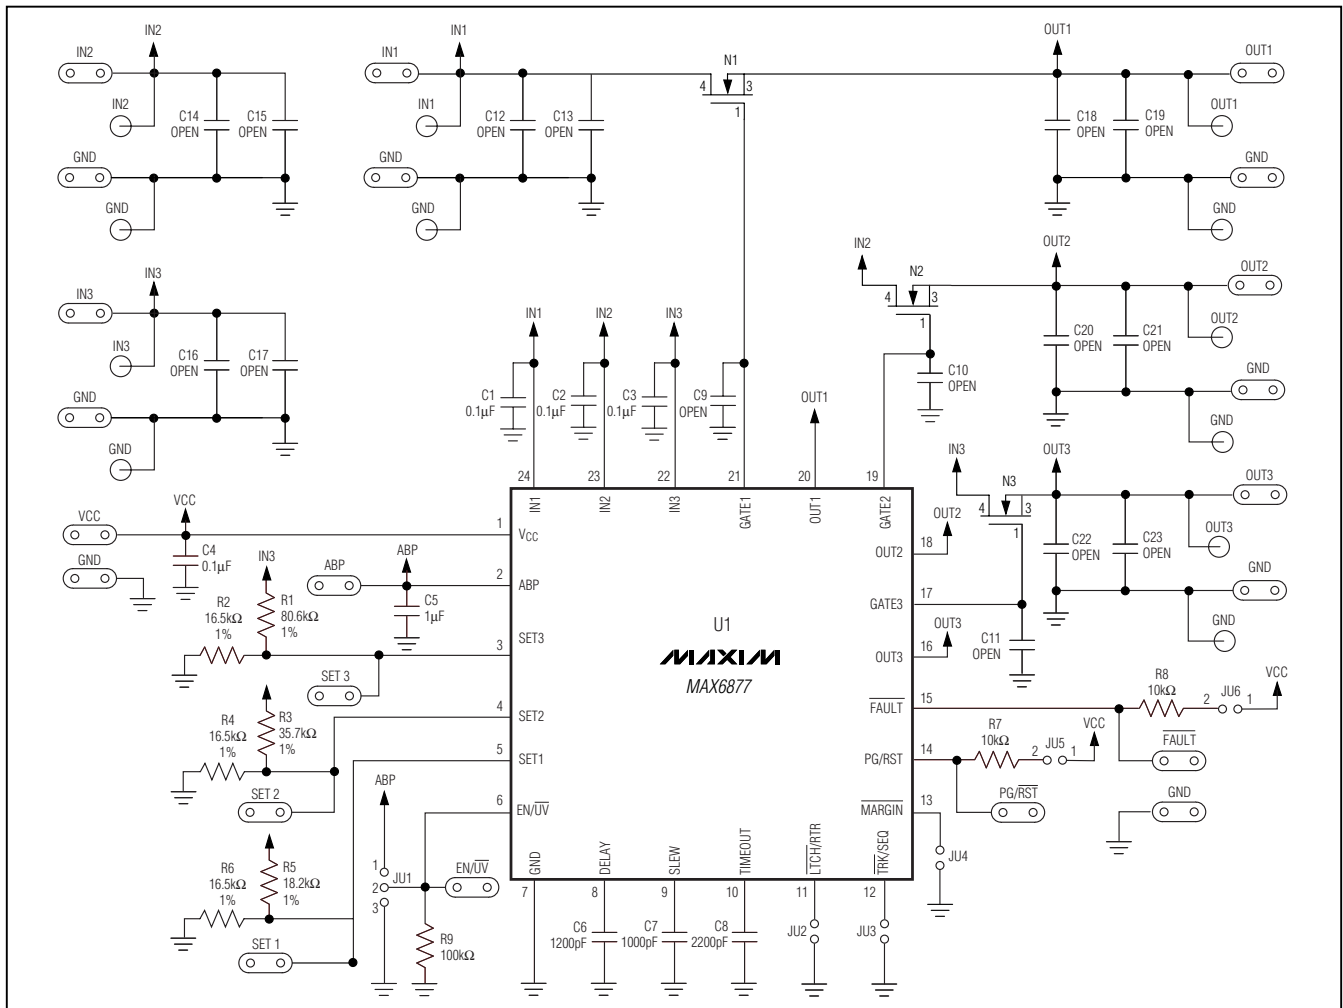 IN2
IN2
IN2
C14
OPEN
C15
OPEN
GND
GND
IN1
IN1
IN1
C12
OPEN
C13
OPEN
GND
GND
N1
4
3
1
OUT1
OUT1
OUT1
C18
OPEN
C19
OPEN
GND
GND
IN3
IN3
IN3
C16
OPEN
C17
OPEN
GND
GND
IN2
N2
4
3
1
OUT2
OUT2
OUT2
C20
OPEN
C21
OPEN
GND
GND
C10
OPEN
IN1
IN2
IN3
C1
0.1µF
C2
0.1µF
C3
0.1µF
C9
OPEN
OUT1
24
23
22
21
20
19
IN1
IN2
IN3
GATE1
OUT1
GATE2
IN3
N3
4
3
1
OUT3
OUT3
OUT3
C22
OPEN
C23
OPEN
GND
GND
C11
OPEN
VCC
VCC
GND
C4
0.1µF
1
VCC
ABP
ABP
C5
1µF
2
ABP
IN3
R2
16.5kΩ
1%
R1
80.6kΩ
1%
SET 3
3
SET3
R4
16.5kΩ
1%
R3
35.7kΩ
1%
SET 2
4
SET2
5
SET1
R6
16.5kΩ
1%
R5
18.2kΩ
1%
SET 1
ABP
6
EN/UV
1
2
3
JU1
EN/UV
R9
100kΩ
U1
MAXIM
MAX6877
OUT2
18
OUT2
17
GATE3
OUT3
16
OUT3
15
FAULT
R8
10kΩ
2
JU6
1
VCC
FAULT
14
PG/RST
R7
10kΩ
2
JU5
1
VCC
PG/RST
GND
13
MARGIN
JU4
GND
DELAY
SLEW
TIMEOUT
LTCH/RTR
TRK/SEQ
7
8
9
10
11
12
C6
1200pF
C7
1000pF
C8
2200pF
JU2
JU3